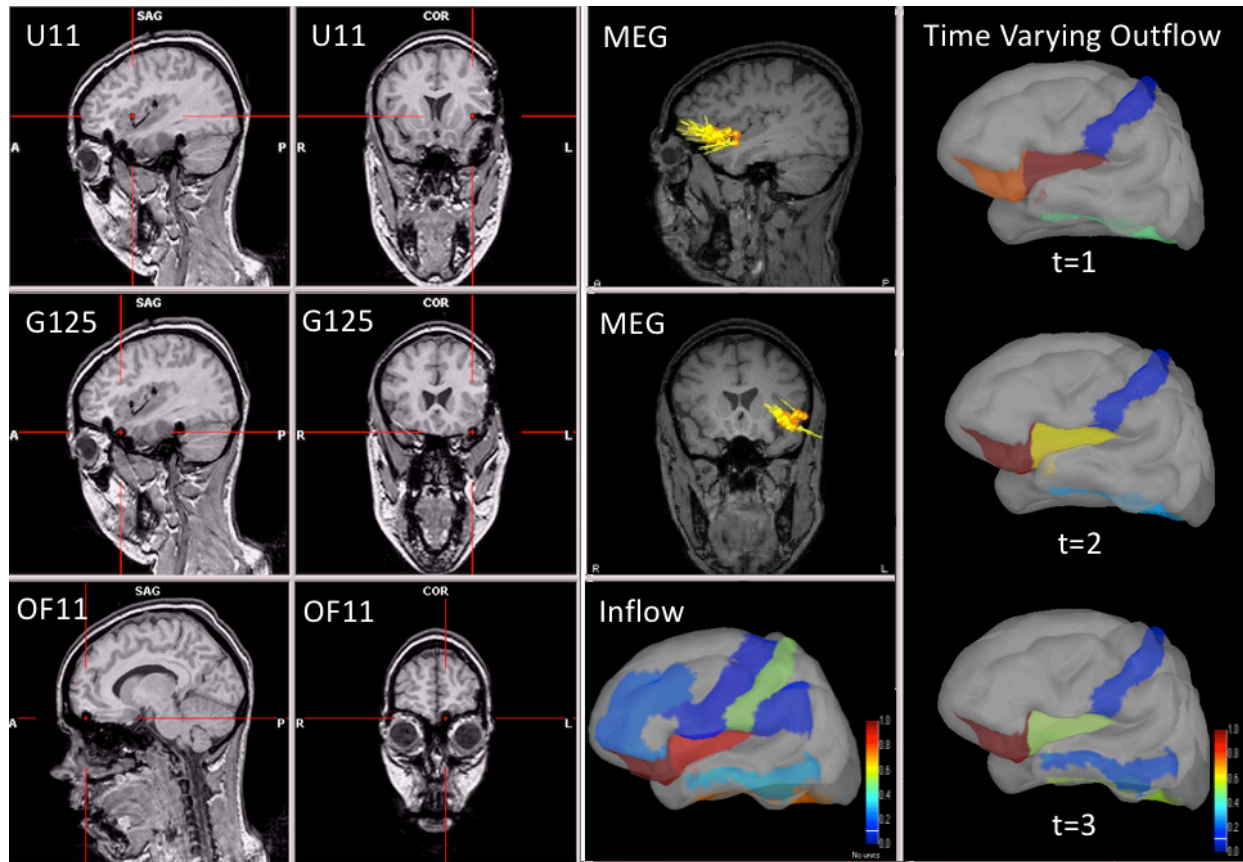 SAG
U11
A
P
COR
U11
L
MEG
A
P
Time Varying Outflow
t=1
SAG
G125
A
P
COR
G125
R
L
MEG
R
L
t=2
SAG
OF11
A
P
COR
OF11
R
L
Inflow
1.0
0.8
0.6
0.4
0.2
0.0
No units
t=3
1.0
0.8
0.6
0.4
0.2
0.0